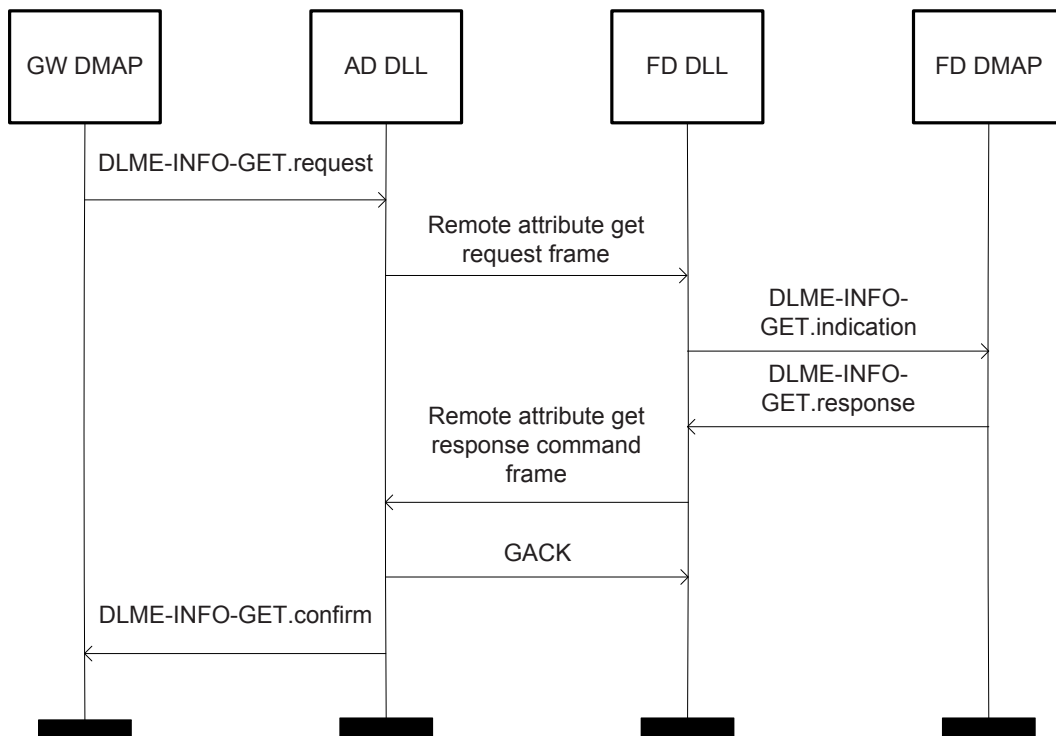 GW DMAP
AD DLL
FD DLL
FD DMAP
DLME-INFO-GET.request
Remote attribute get
request frame
DLME-INFO-
GET.indication
DLME-INFO-
GET.response
Remote attribute get
response command
frame
GACK
DLME-INFO-GET.confirm